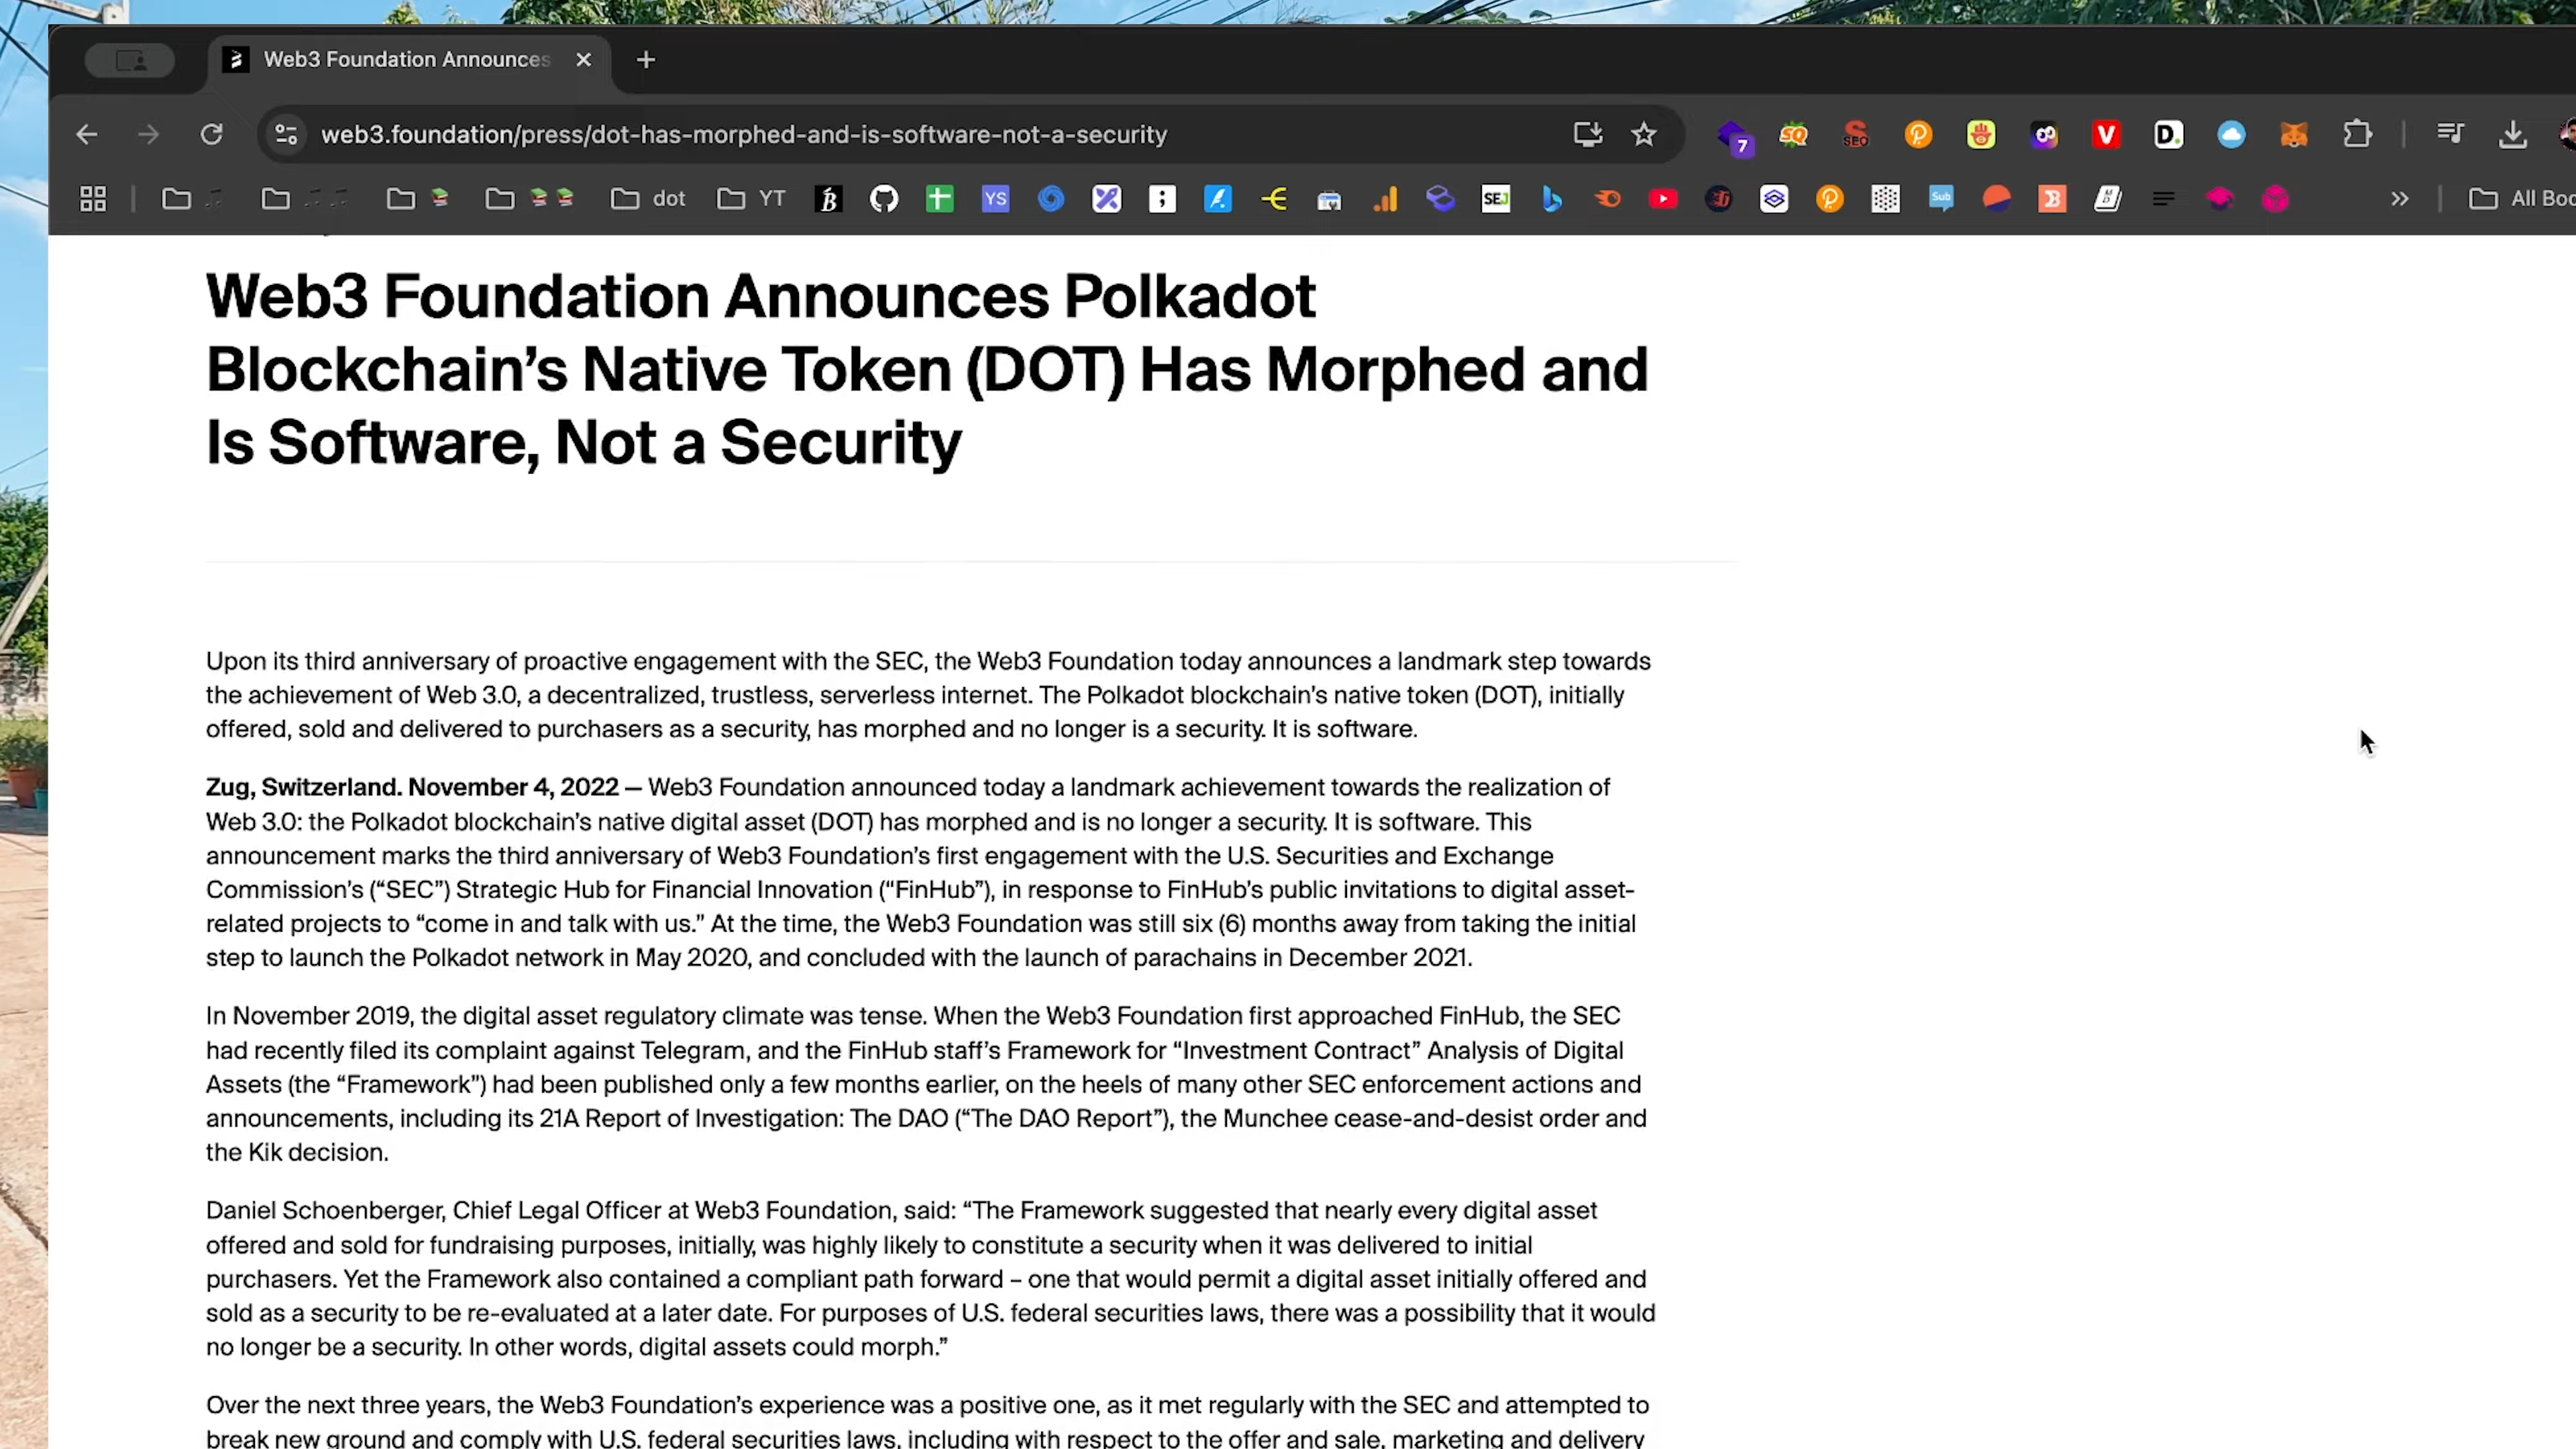 Web3 Foundation Announces
web3.foundation/press/dot-has-morphed-and-is-software-not-a-security
7
SQ
SEO
V
D.
dot
YT
YS
SEJ
Sub
All Boo
Web3 Foundation Announces Polkadot
Blockchain’s Native Token (DOT) Has Morphed and
Is Software, Not a Security
Upon its third anniversary of proactive engagement with the SEC, the Web3 Foundation today announces a landmark step towards
the achievement of Web 3.0, a decentralized, trustless, serverless internet. The Polkadot blockchain’s native token (DOT), initially
offered, sold and delivered to purchasers as a security, has morphed and no longer is a security. It is software.
Zug, Switzerland. November 4, 2022 — Web3 Foundation announced today a landmark achievement towards the realization of
Web 3.0: the Polkadot blockchain’s native digital asset (DOT) has morphed and is no longer a security. It is software. This
announcement marks the third anniversary of Web3 Foundation’s first engagement with the U.S. Securities and Exchange
Commission’s (“SEC”) Strategic Hub for Financial Innovation (“FinHub”), in response to FinHub’s public invitations to digital asset-
related projects to “come in and talk with us.” At the time, the Web3 Foundation was still six (6) months away from taking the initial
step to launch the Polkadot network in May 2020, and concluded with the launch of parachains in December 2021.
In November 2019, the digital asset regulatory climate was tense. When the Web3 Foundation first approached FinHub, the SEC
had recently filed its complaint against Telegram, and the FinHub staff’s Framework for “Investment Contract” Analysis of Digital
Assets (the “Framework”) had been published only a few months earlier, on the heels of many other SEC enforcement actions and
announcements, including its 21A Report of Investigation: The DAO (“The DAO Report”), the Munchee cease-and-desist order and
the Kik decision.
Daniel Schoenberger, Chief Legal Officer at Web3 Foundation, said: “The Framework suggested that nearly every digital asset
offered and sold for fundraising purposes, initially, was highly likely to constitute a security when it was delivered to initial
purchasers. Yet the Framework also contained a compliant path forward – one that would permit a digital asset initially offered and
sold as a security to be re-evaluated at a later date. For purposes of U.S. federal securities laws, there was a possibility that it would
no longer be a security. In other words, digital assets could morph.”
Over the next three years, the Web3 Foundation’s experience was a positive one, as it met regularly with the SEC and attempted to
break new ground and comply with U.S. federal securities laws, including with respect to the offer and sale, marketing and delivery